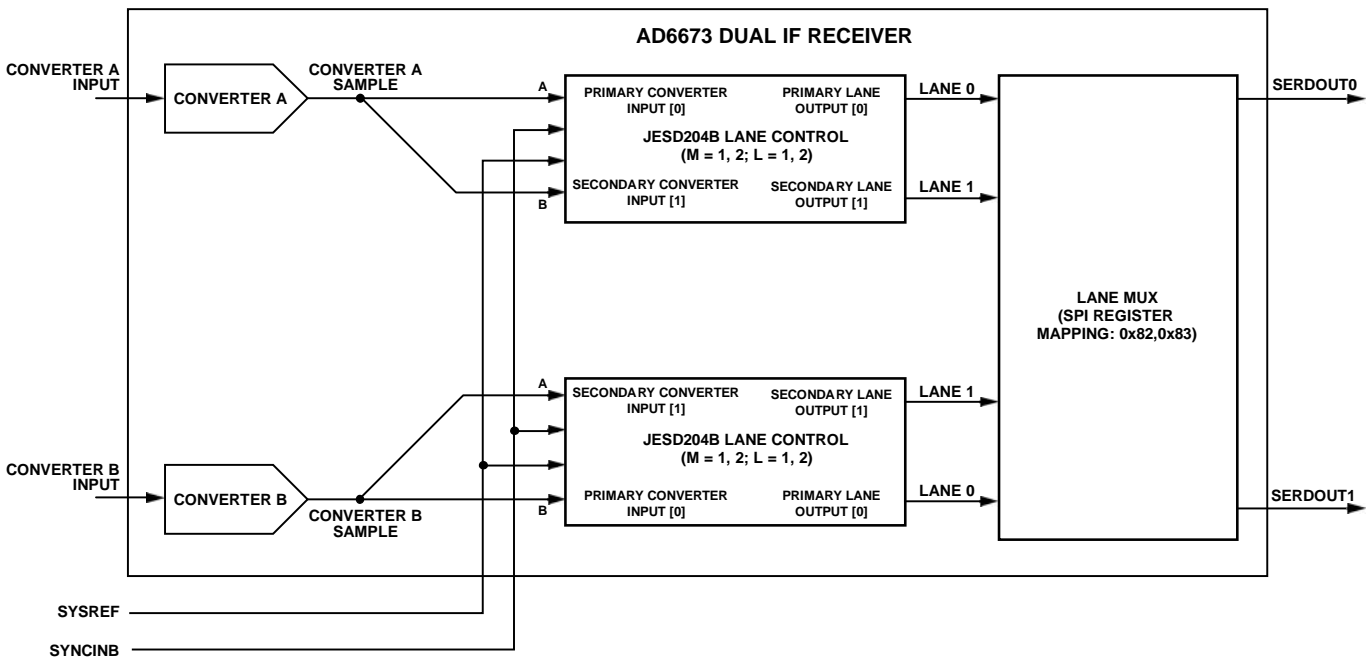 AD6673 DUAL IF RECEIVER
CONVERTER A
INPUT
CONVERTER A
CONVERTER A
SAMPLE
A
B
PRIMARY CONVERTER
INPUT [0]
PRIMARY LANE
OUTPUT [0]
JESD204B LANE CONTROL
(M = 1, 2; L = 1, 2)
SECONDARY CONVERTER
INPUT [1]
SECONDARY LANE
OUTPUT [1]
LANE 0
LANE 1
SERDOUT0
LANE MUX
(SPI REGISTER
MAPPING: 0x82,0x83)
CONVERTER B
INPUT
CONVERTER B
CONVERTER B
SAMPLE
A
B
SECONDARY CONVERTER
INPUT [1]
SECONDARY LANE
OUTPUT [1]
JESD204B LANE CONTROL
(M = 1, 2; L = 1, 2)
PRIMARY CONVERTER
INPUT [0]
PRIMARY LANE
OUTPUT [0]
LANE 1
LANE 0
SERDOUT1
SYSREF
SYNCINB